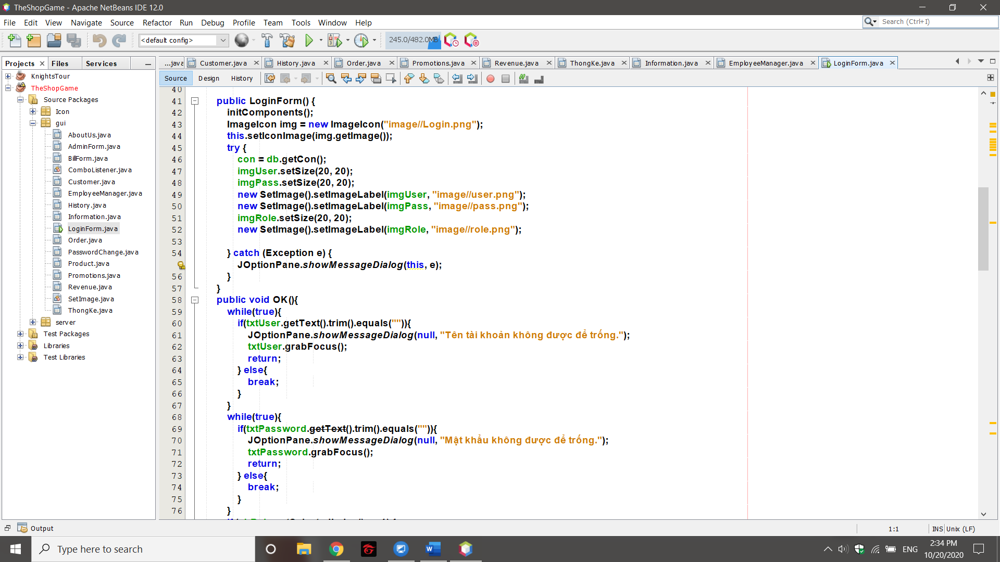 TheShopGame - Apache NetBeans IDE 12.0
File Edit View Navigate Source Refactor Run Debug Profile Team Tools Window Help
Search (Ctrl+I)
<default config>
245.0/482.0MB
Projects Files Services
...java Customer.java History.java Order.java Promotions.java Revenue.java ThongKe.java Information.java EmployeeManager.java LoginForm.java
Source Design History
KnightsTour
TheShopGame
Source Packages
Icon
gui
AboutUs.java
AdminForm.java
BillForm.java
ComboListener.java
Customer.java
EmployeeManager.java
History.java
Information.java
LoginForm.java
Order.java
PasswordChange.java
Product.java
Promotions.java
Revenue.java
SetImage.java
ThongKe.java
server
Test Packages
Libraries
Test Libraries
40
41 public LoginForm() {
42 initComponents();
43 ImageIcon img = new ImageIcon("image//Login.png");
44 this.setIconImage(img.getImage());
45 try {
46 con = db.getCon();
47 imgUser.setSize(20, 20);
48 imgPass.setSize(20, 20);
49 new SetImage().setImageLabel(imgUser, "image//user.png");
50 new SetImage().setImageLabel(imgPass, "image//pass.png");
51 imgRole.setSize(20, 20);
52 new SetImage().setImageLabel(imgRole, "image//role.png");
53
54 } catch (Exception e) {
JOptionPane.showMessageDialog(this, e);
56 }
57 }
58 public void OK(){
59 while(true){
60 if(txtUser.getText().trim().equals("")){
61 JOptionPane.showMessageDialog(null, "Tên tài khoản không được để trống.");
62 txtUser.grabFocus();
63 return;
64 } else{
65 break;
66 }
67 }
68 while(true){
69 if(txtPassword.getText().trim().equals("")){
70 JOptionPane.showMessageDialog(null, "Mật khẩu không được để trống.");
71 txtPassword.grabFocus();
72 return;
73 } else{
74 break;
75 }
76 }
Output
1:1 INS Unix (LF)
Type here to search
ENG
2:34 PM
10/20/2020